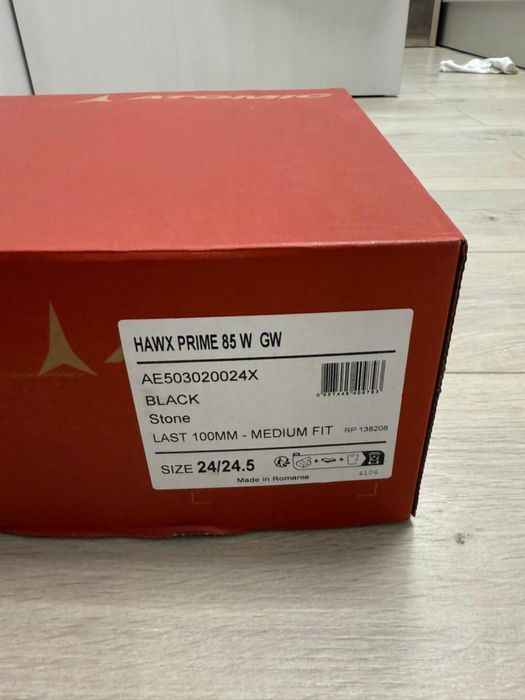 ATOMIC
HAWX PRIME 85 W GW
AE503020024X
BLACK
Stone
LAST 100MM - MEDIUM FIT RP 138208
SIZE 24/24.5
Made in Romania
4106